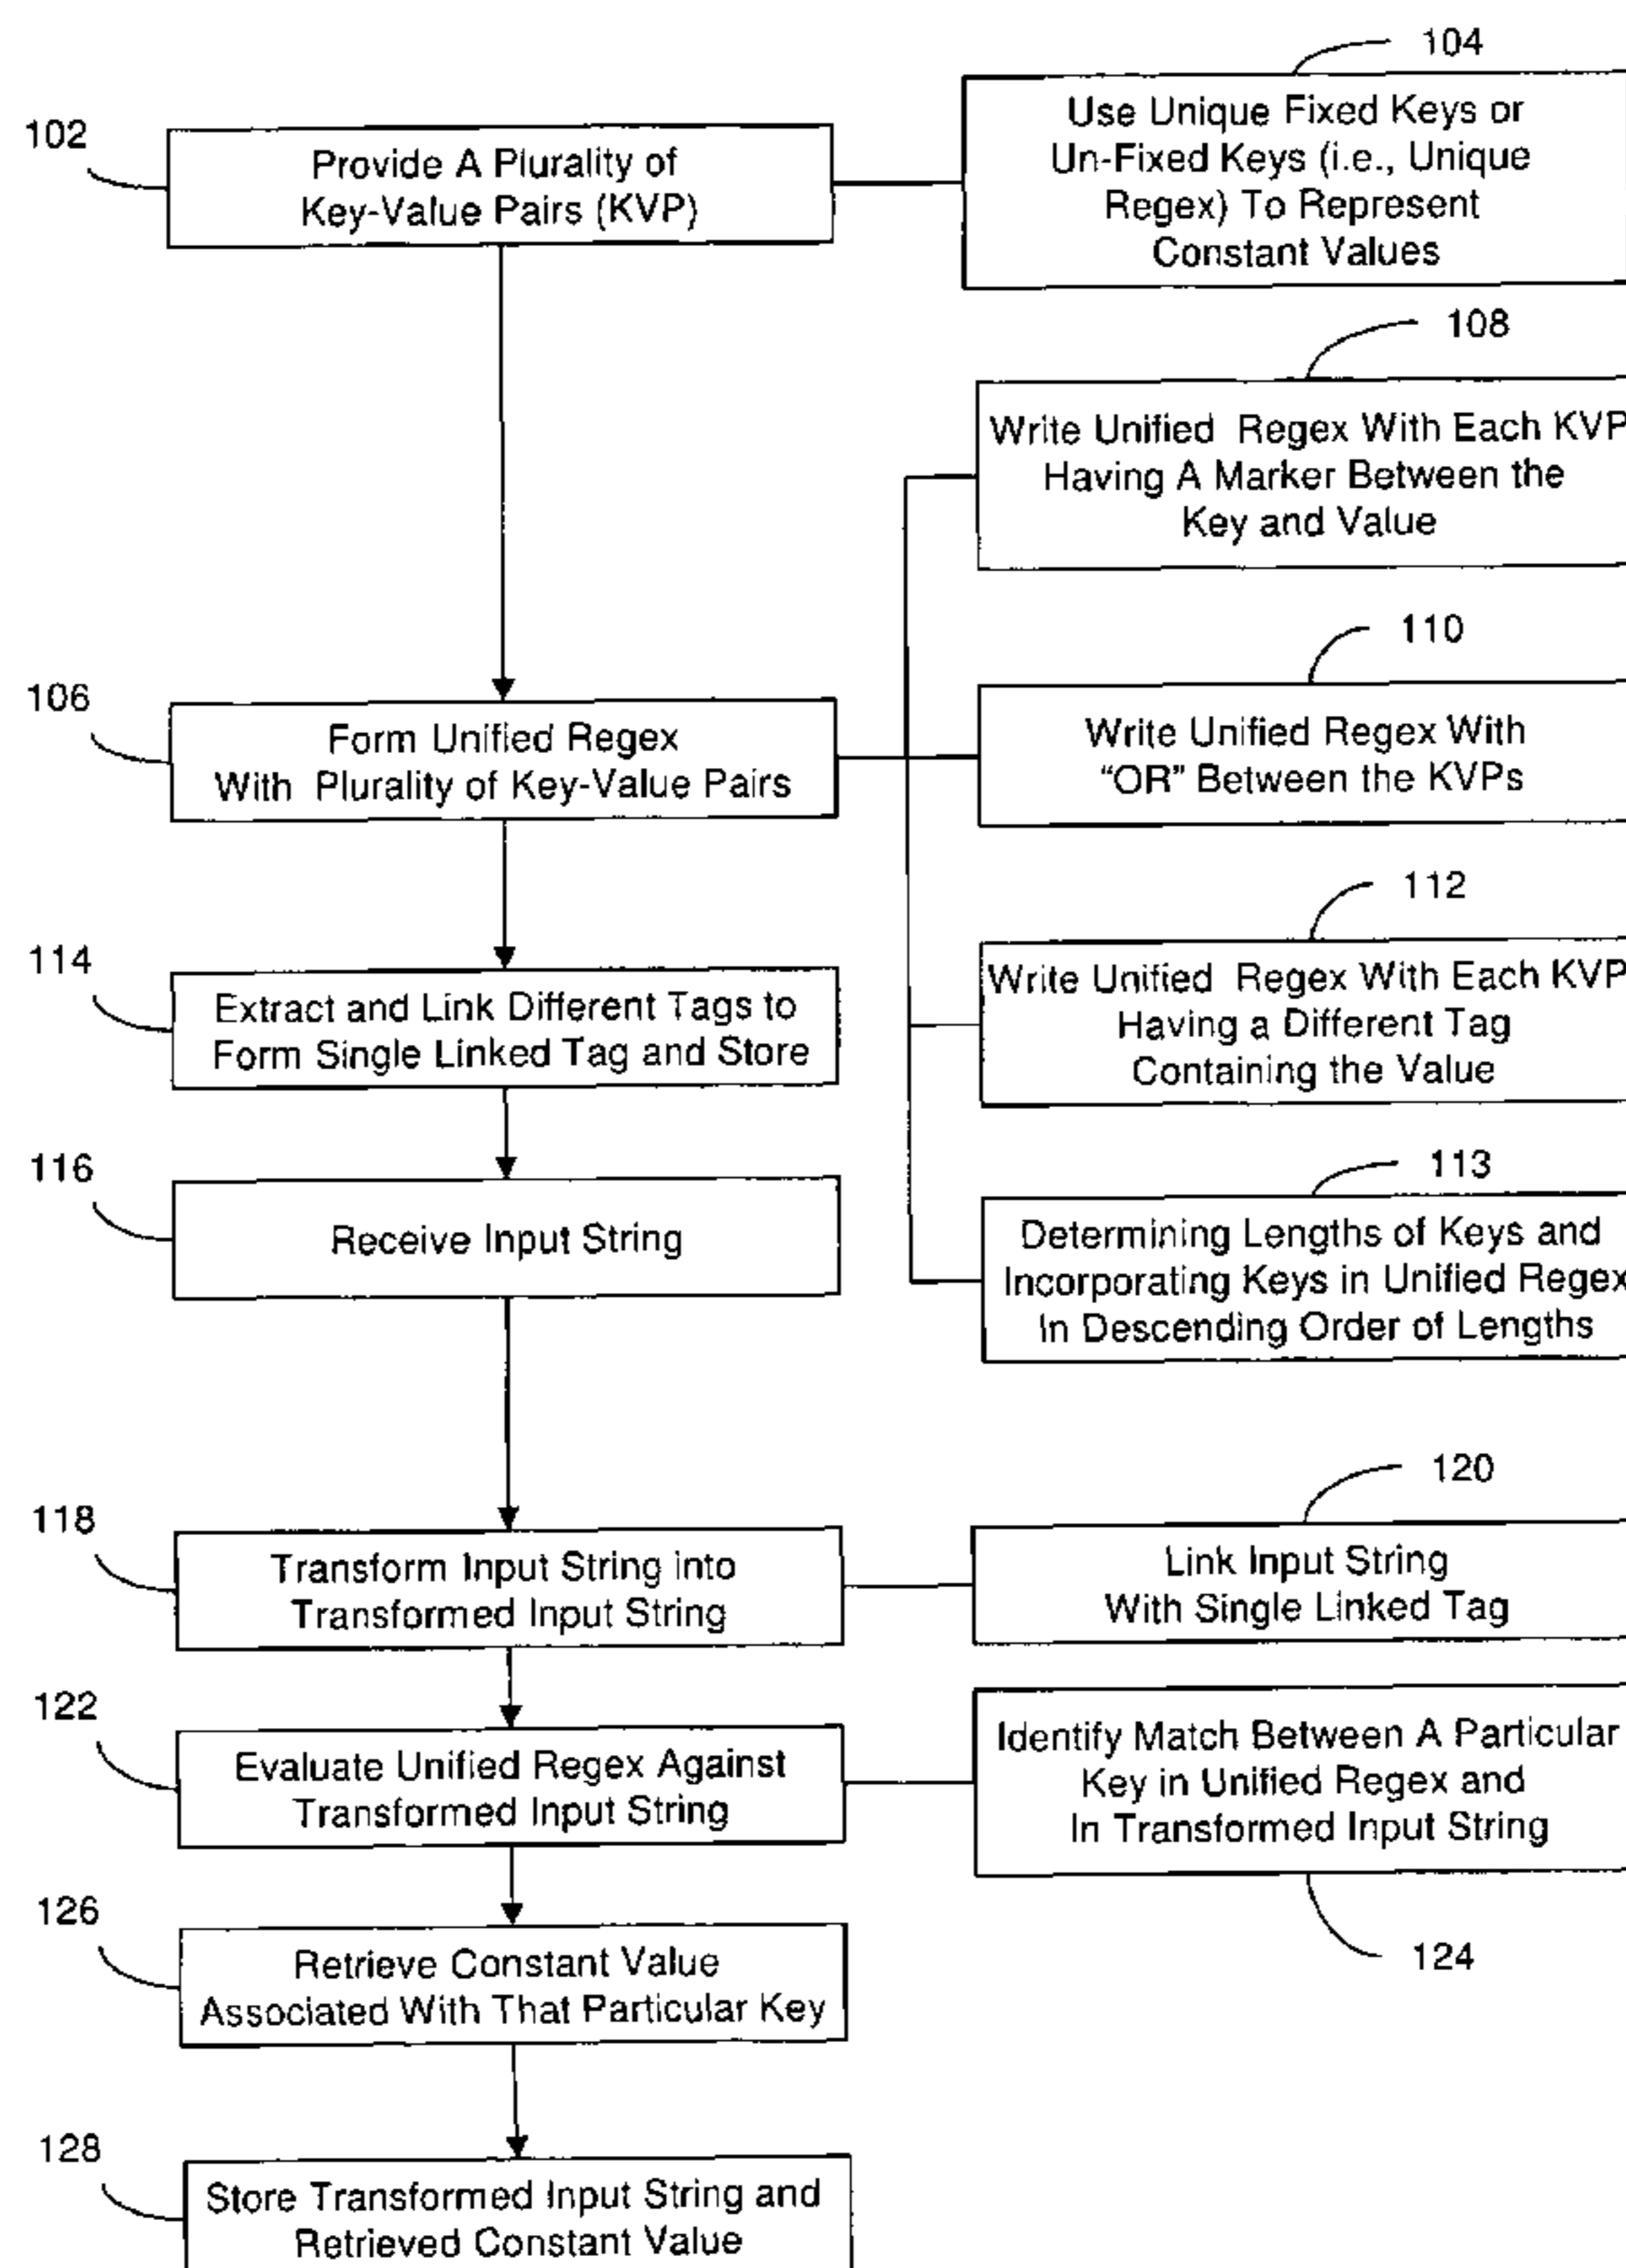 104
102
Provide A Plurality of
Key-Value Pairs (KVP)
Use Unique Fixed Keys or
Un-Fixed Keys (i.e., Unique
Regex) To Represent
Constant Values
108
Write Unified Regex With Each KVP
Having A Marker Between the
Key and Value
110
106
Form Unified Regex
With Plurality of Key-Value Pairs
Write Unified Regex With
“OR” Between the KVPs
112
114
Extract and Link Different Tags to
Form Single Linked Tag and Store
Write Unified Regex With Each KVP
Having a Different Tag
Containing the Value
116
Receive Input String
113
Determining Lengths of Keys and
Incorporating Keys in Unified Regex
In Descending Order of Lengths
120
118
Transform Input String into
Transformed Input String
Link Input String
With Single Linked Tag
122
Evaluate Unified Regex Against
Transformed Input String
Identify Match Between A Particular
Key in Unified Regex and
In Transformed Input String
124
126
Retrieve Constant Value
Associated With That Particular Key
128
Store Transformed Input String and
Retrieved Constant Value